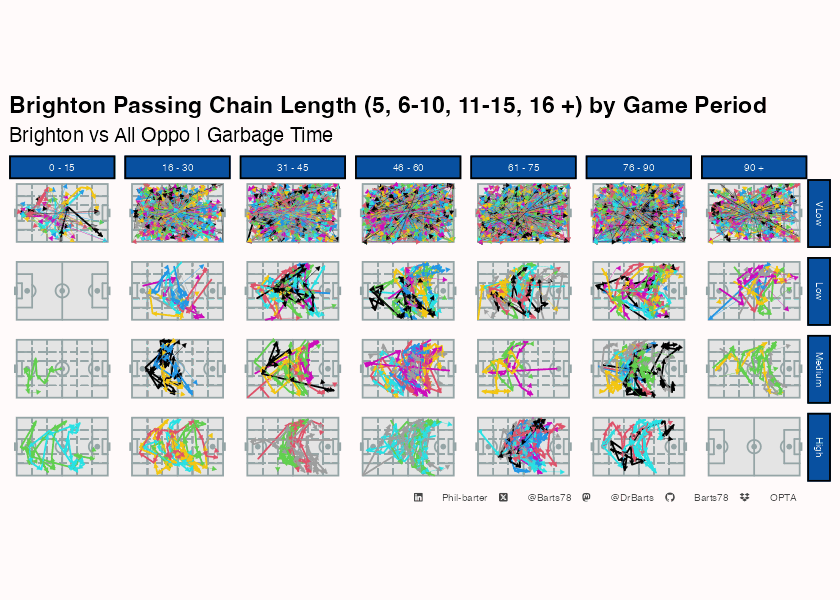 Brighton Passing Chain Length (5, 6-10, 11-15, 16 +) by Game Period
Brighton vs All Oppo | Garbage Time
0 - 15 16 - 30 31 - 45 46 - 60 61 - 75 76 - 90 90 +
V Low
Low
Medium
High
Phil-barter @Barts78 @DrBarts Barts78 OPTA